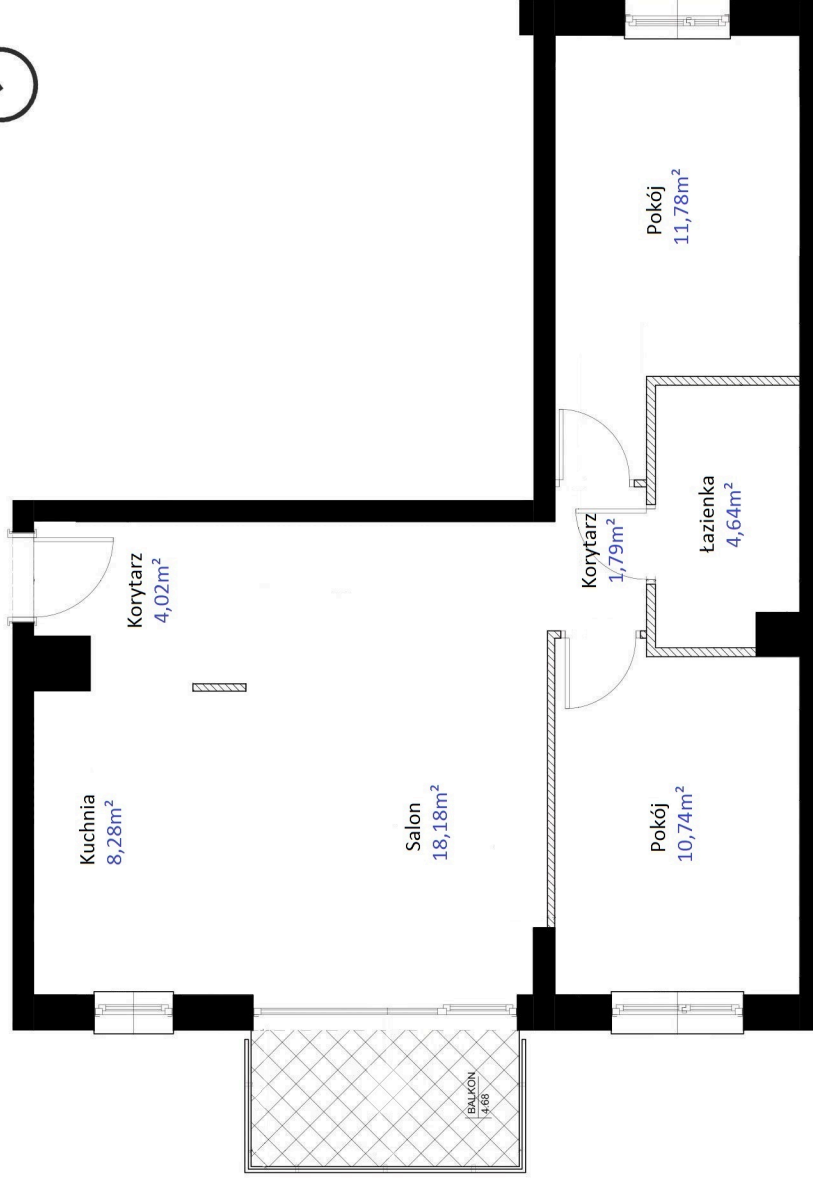 Pokój
11,78m²
Łazienka
4,64m²
Korytarz
1,79m²
Korytarz
4,02m²
Kuchnia
8,28m²
Salon
18,18m²
Pokój
10,74m²
BALKON
4.68